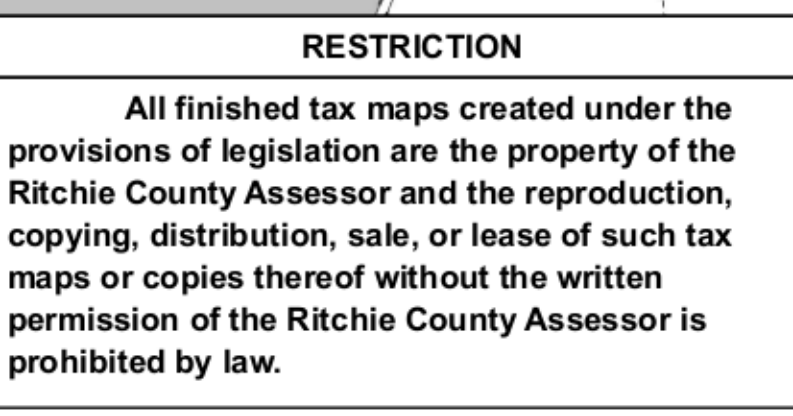 RESTRICTION
All finished tax maps created under the
provisions of legislation are the property of the
Ritchie County Assessor and the reproduction,
copying, distribution, sale, or lease of such tax
maps or copies thereof without the written
permission of the Ritchie County Assessor is
prohibited by law.